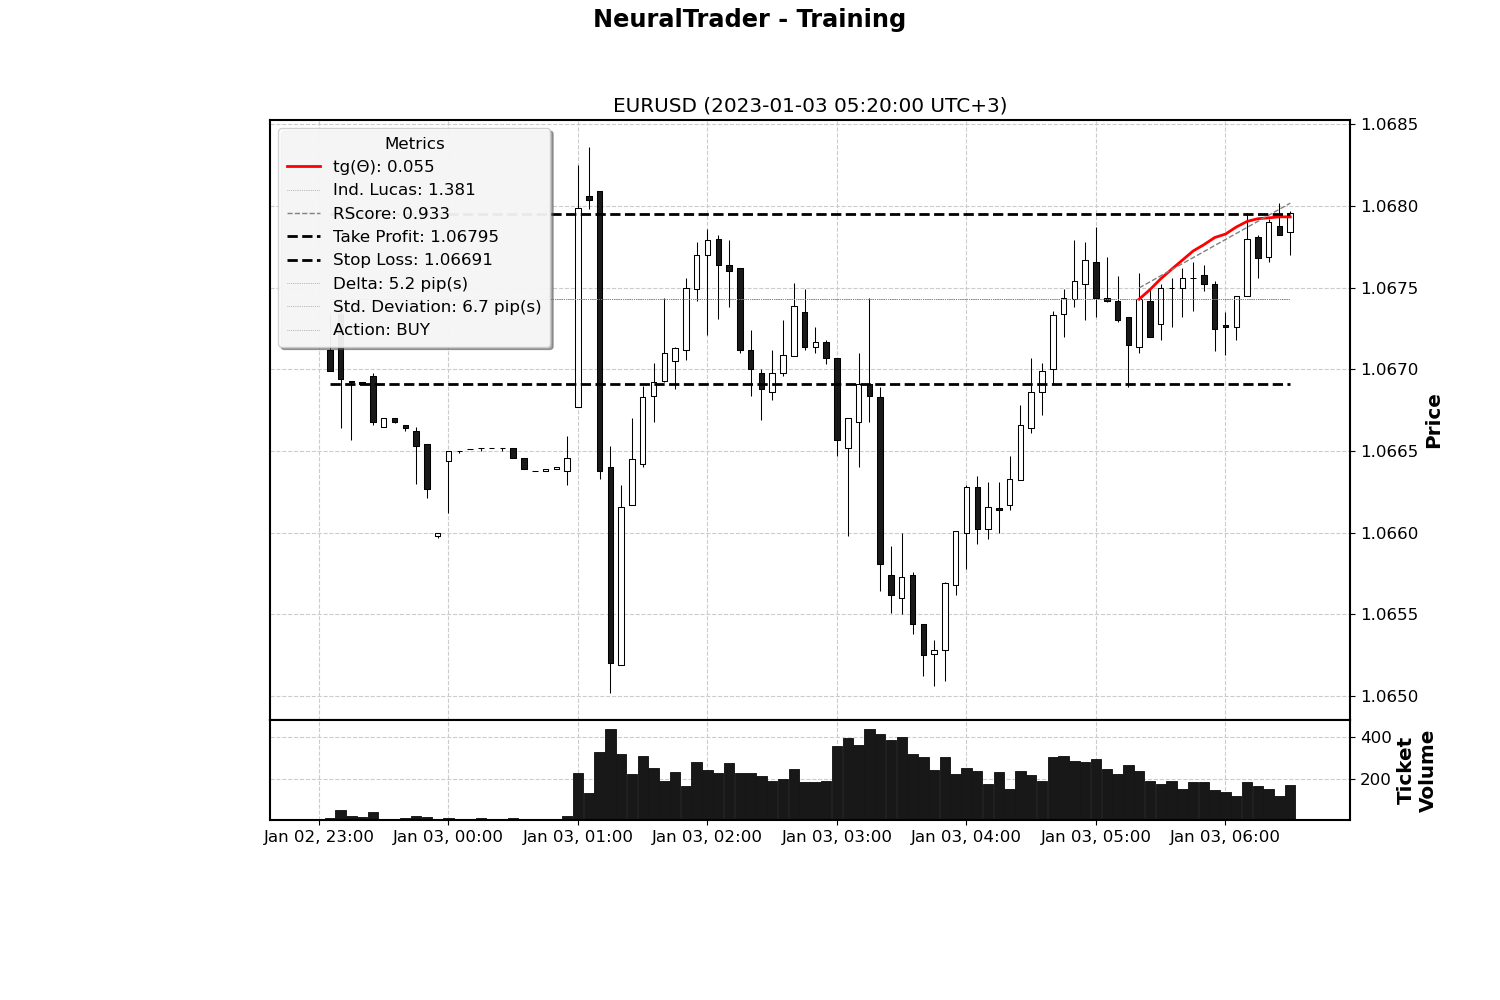 NeuralTrader - Training
EURUSD (2023-01-03 05:20:00 UTC+3)
Metrics
tg(Θ): 0.055
Ind. Lucas: 1.381
RScore: 0.933
Take Profit: 1.06795
Stop Loss: 1.06691
Delta: 5.2 pip(s)
Std. Deviation: 6.7 pip(s)
Action: BUY
1.0685
1.0680
1.0675
1.0670
1.0665
1.0660
1.0655
1.0650
Price
400
200
Ticket
Volume
Jan 02, 23:00
Jan 03, 00:00
Jan 03, 01:00
Jan 03, 02:00
Jan 03, 03:00
Jan 03, 04:00
Jan 03, 05:00
Jan 03, 06:00